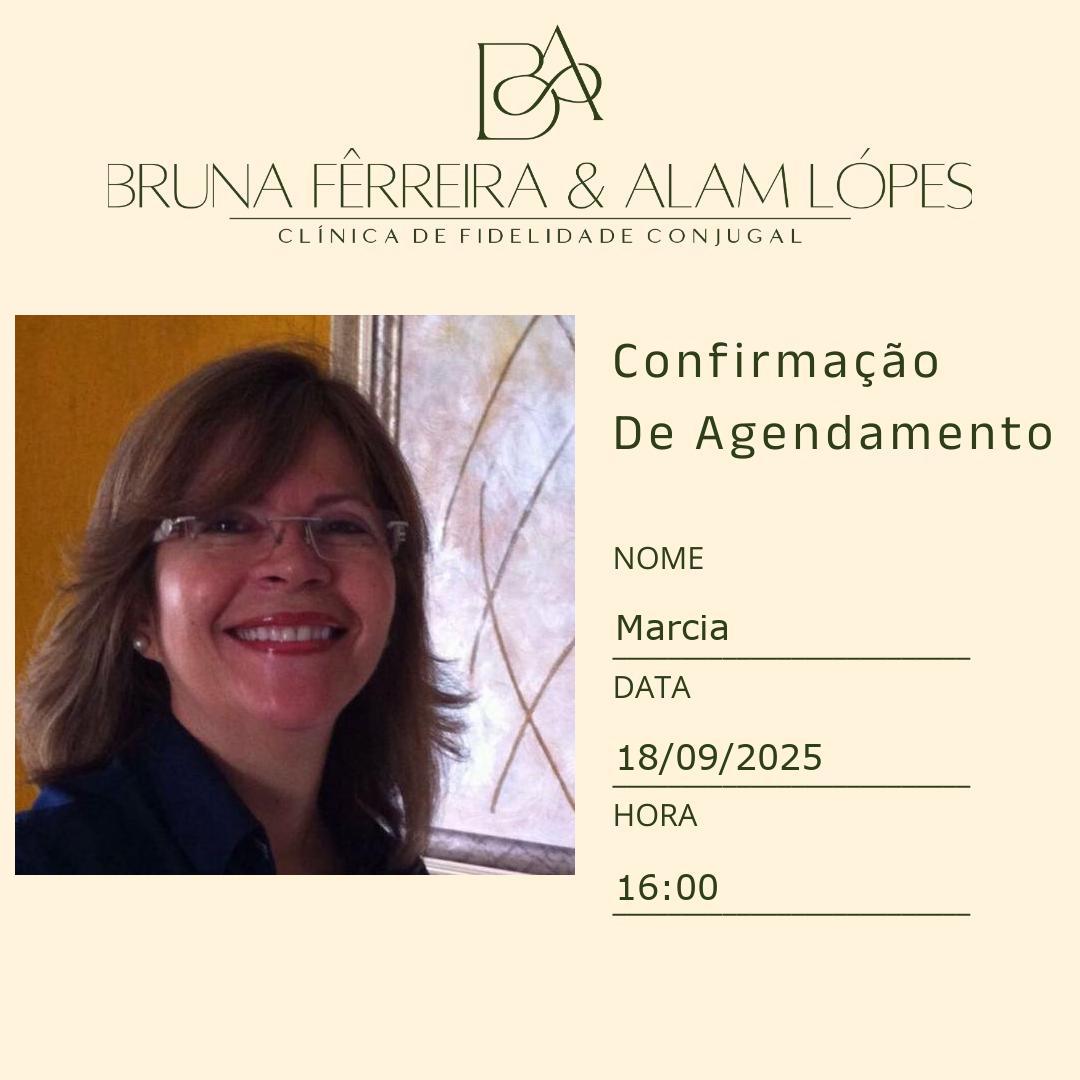 BA
BRUNA FÊRREIRA & ALAM LÓPES
CLÍNICA DE FIDELIDADE CONJUGAL
Confirmação
De Agendamento
NOME
Marcia
DATA
18/09/2025
HORA
16:00